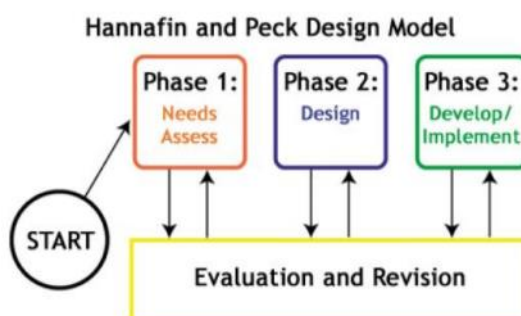 Hannafin and Peck Design Model
Phase 1:
Needs
Assess
Phase 2:
Design
Phase 3:
Develop/
Implement
START
Evaluation and Revision